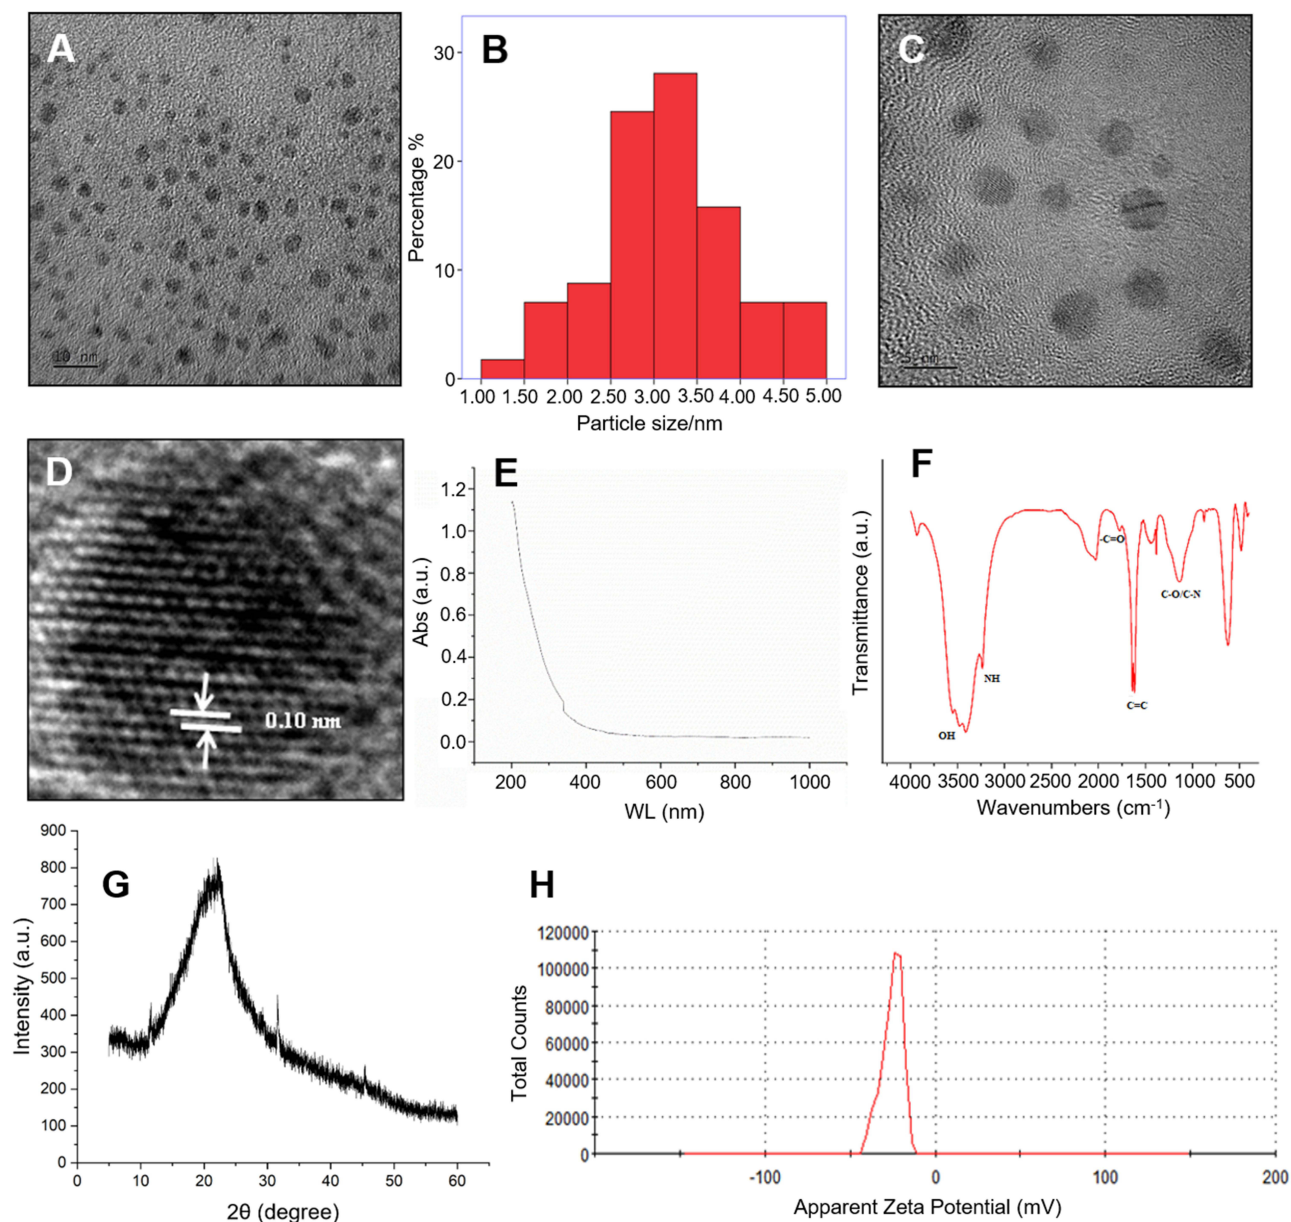 A
10 nm
B
Percentage %
30
20
10
0
1.00 1.50 2.00 2.50 3.00 3.50 4.00 4.50 5.00
Particle size/nm
C
5 nm
D
0.10 nm
E
Abs (a.u.)
1.2
1.0
0.8
0.6
0.4
0.2
0.0
200 400 600 800 1000
WL (nm)
F
Transmittance (a.u.)
-C=O
C-O/C-N
NH
C=C
OH
4000 3500 3000 2500 2000 1500 1000 500
Wavenumbers (cm-1)
G
Intensity (a.u.)
900
800
700
600
500
400
300
200
100
0
0 10 20 30 40 50 60
2θ (degree)
H
Total Counts
120000
100000
80000
60000
40000
20000
0
-100 0 100 200
Apparent Zeta Potential (mV)